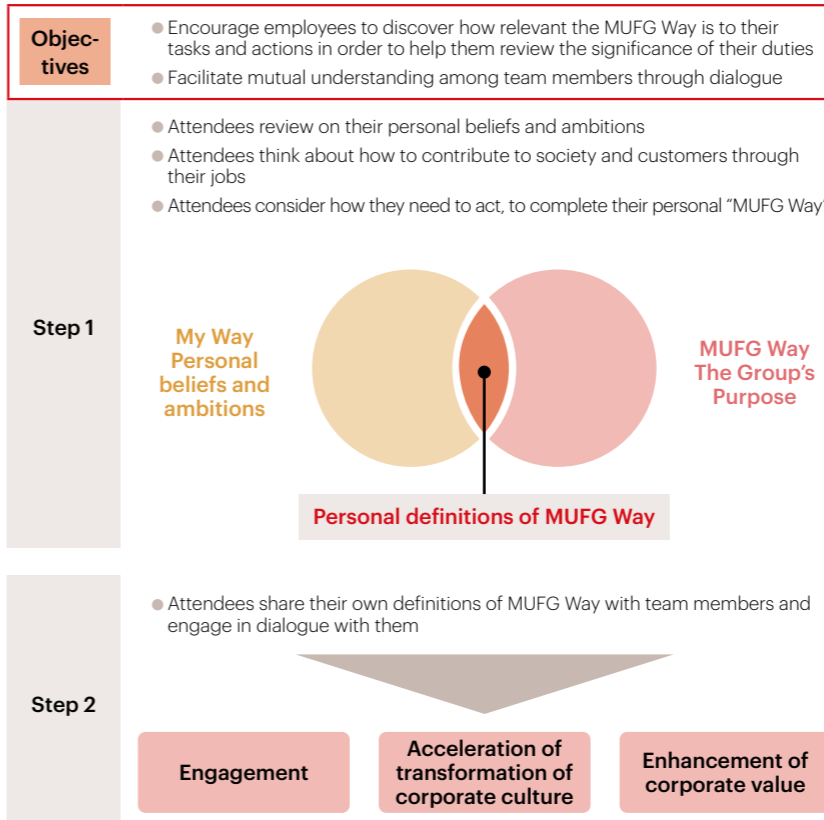 Objec-
tives
Encourage employees to discover how relevant the MUFG Way is to their
tasks and actions in order to help them review the significance of their duties
Facilitate mutual understanding among team members through dialogue
Step 1
Attendees review on their personal beliefs and ambitions
Attendees think about how to contribute to society and customers through
their jobs
Attendees consider how they need to act, to complete their personal “MUFG Way”
My Way
Personal
beliefs and
ambitions
MUFG Way
The Group’s
Purpose
Personal definitions of MUFG Way
Step 2
Attendees share their own definitions of MUFG Way with team members and
engage in dialogue with them
Engagement
Acceleration of
transformation of
corporate culture
Enhancement of
corporate value